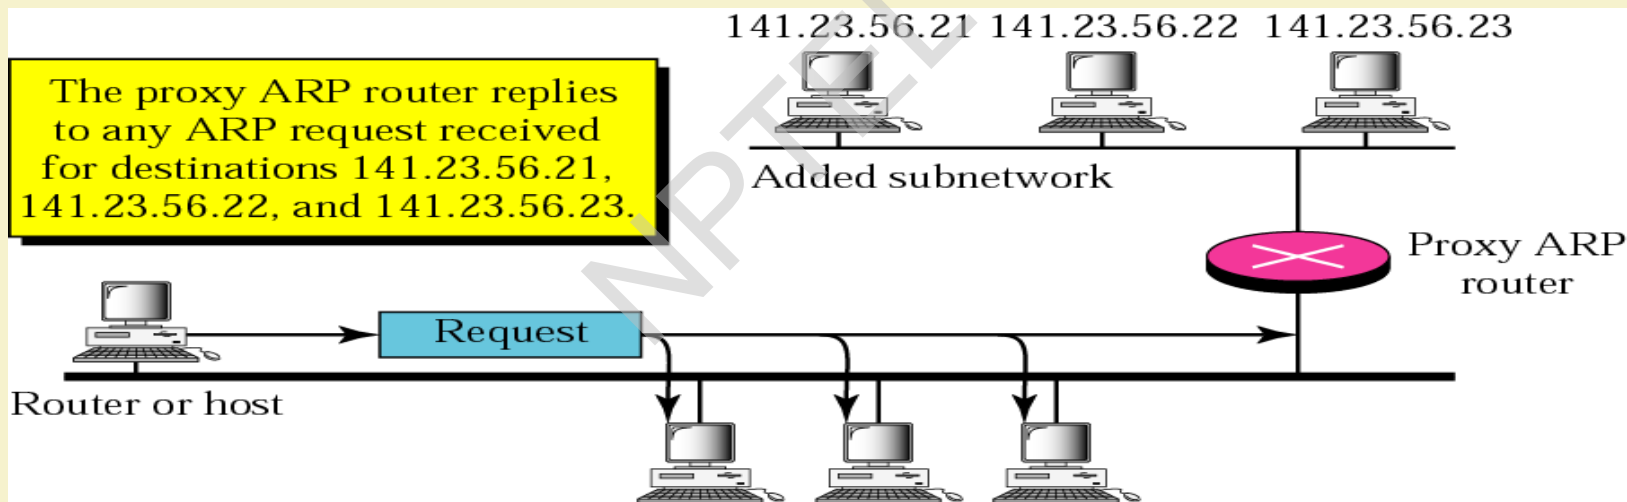 141.23.56.21 141.23.56.22 141.23.56.23
The proxy ARP router replies
to any ARP request received
for destinations 141.23.56.21,
141.23.56.22, and 141.23.56.23.
Added subnetwork
Proxy ARP
router
Request
Router or host
NPTEL